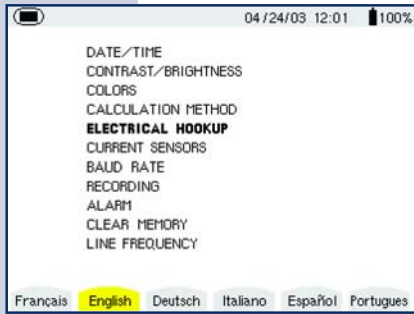 04/24/03 12:01 100%
DATE/TIME
CONTRAST/BRIGHTNESS
COLORS
CALCULATION METHOD
ELECTRICAL HOOKUP
CURRENT SENSORS
BAUD RATE
RECORDING
ALARM
CLEAR MEMORY
LINE FREQUENCY
Français English Deutsch Italiano Español Portugues